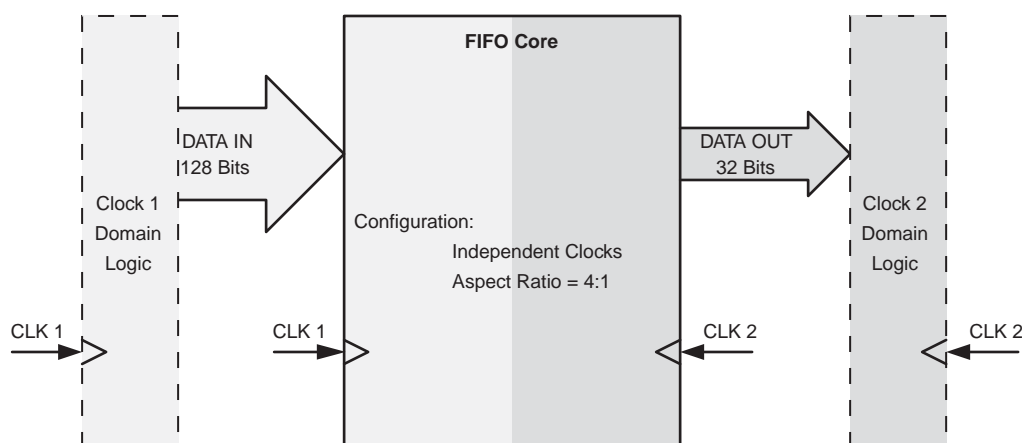 FIFO Core
DATA IN
128 Bits
DATA OUT
32 Bits
Clock 1
Domain
Logic
Configuration:
Independent Clocks
Aspect Ratio = 4:1
Clock 2
Domain
Logic
CLK 1
CLK 1
CLK 2
CLK 2